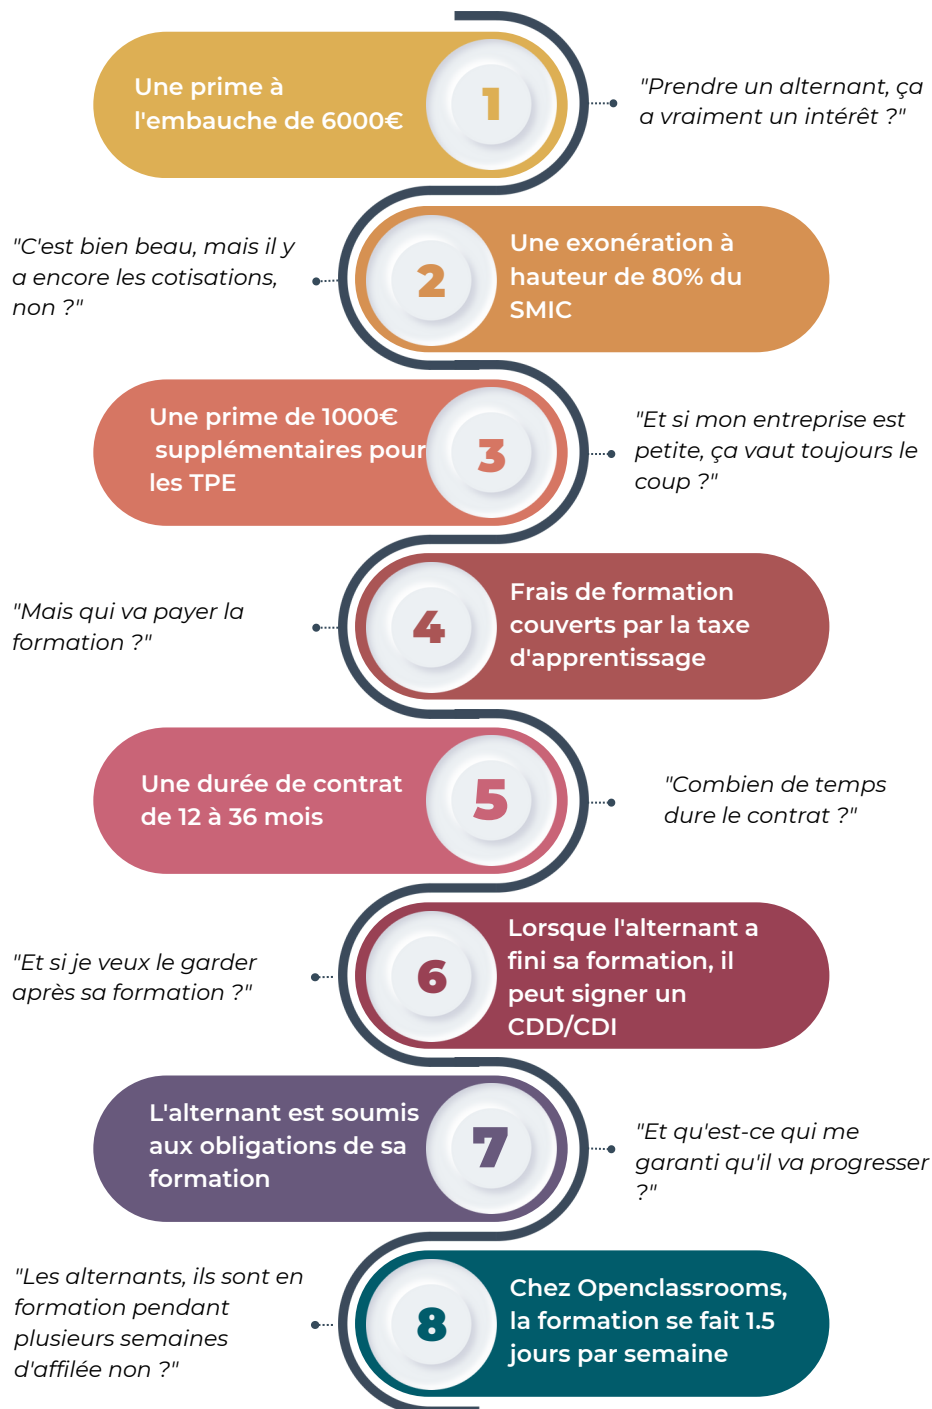 Une prime à
l'embauche de 6000€
1
"Prendre un alternant, ça
a vraiment un intérêt ?"
"C'est bien beau, mais il y
a encore les cotisations,
non ?"
2
Une exonération à
hauteur de 80% du
SMIC
Une prime de 1000€
supplémentaires pour
les TPE
3
"Et si mon entreprise est
petite, ça vaut toujours le
coup ?"
"Mais qui va payer la
formation ?"
4
Frais de formation
couverts par la taxe
d'apprentissage
Une durée de contrat
de 12 à 36 mois
5
"Combien de temps
dure le contrat ?"
"Et si je veux le garder
après sa formation ?"
6
Lorsque l'alternant a
fini sa formation, il
peut signer un
CDD/CDI
L'alternant est soumis
aux obligations de sa
formation
7
"Et qu'est-ce qui me
garanti qu'il va progresser
?"
"Les alternants, ils sont en
formation pendant
plusieurs semaines
d'affilée non ?"
8
Chez Openclassrooms,
la formation se fait 1.5
jours par semaine